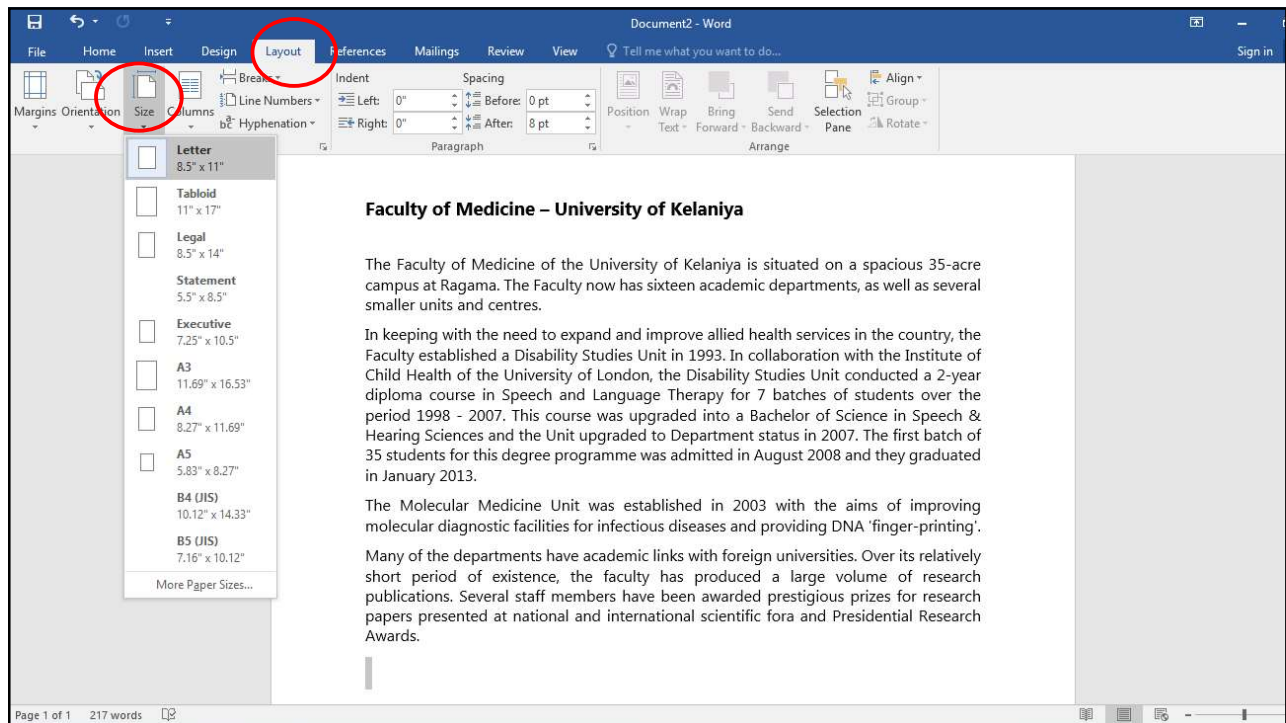 Document2 - Word
File Home Insert Design Layout References Mailings Review View Tell me what you want to do... Sign in
Margins Orientation Size Columns
Breaks
Line Numbers
Hyphenation
Indent Spacing
Left: 0" Before: 0 pt
Right: 0" After: 8 pt
Paragraph
Position Wrap Text Bring Forward Send Backward Selection Pane
Align
Group
Rotate
Arrange
Letter
8.5" x 11"
Tabloid
11" x 17"
Legal
8.5" x 14"
Statement
5.5" x 8.5"
Executive
7.25" x 10.5"
A3
11.69" x 16.53"
A4
8.27" x 11.69"
A5
5.83" x 8.27"
B4 (JIS)
10.12" x 14.33"
B5 (JIS)
7.16" x 10.12"
More Paper Sizes...
Faculty of Medicine – University of Kelaniya
The Faculty of Medicine of the University of Kelaniya is situated on a spacious 35-acre
campus at Ragama. The Faculty now has sixteen academic departments, as well as several
smaller units and centres.
In keeping with the need to expand and improve allied health services in the country, the
Faculty established a Disability Studies Unit in 1993. In collaboration with the Institute of
Child Health of the University of London, the Disability Studies Unit conducted a 2-year
diploma course in Speech and Language Therapy for 7 batches of students over the
period 1998 - 2007. This course was upgraded into a Bachelor of Science in Speech &
Hearing Sciences and the Unit upgraded to Department status in 2007. The first batch of
35 students for this degree programme was admitted in August 2008 and they graduated
in January 2013.
The Molecular Medicine Unit was established in 2003 with the aims of improving
molecular diagnostic facilities for infectious diseases and providing DNA 'finger-printing'.
Many of the departments have academic links with foreign universities. Over its relatively
short period of existence, the faculty has produced a large volume of research
publications. Several staff members have been awarded prestigious prizes for research
papers presented at national and international scientific fora and Presidential Research
Awards.
Page 1 of 1 217 words